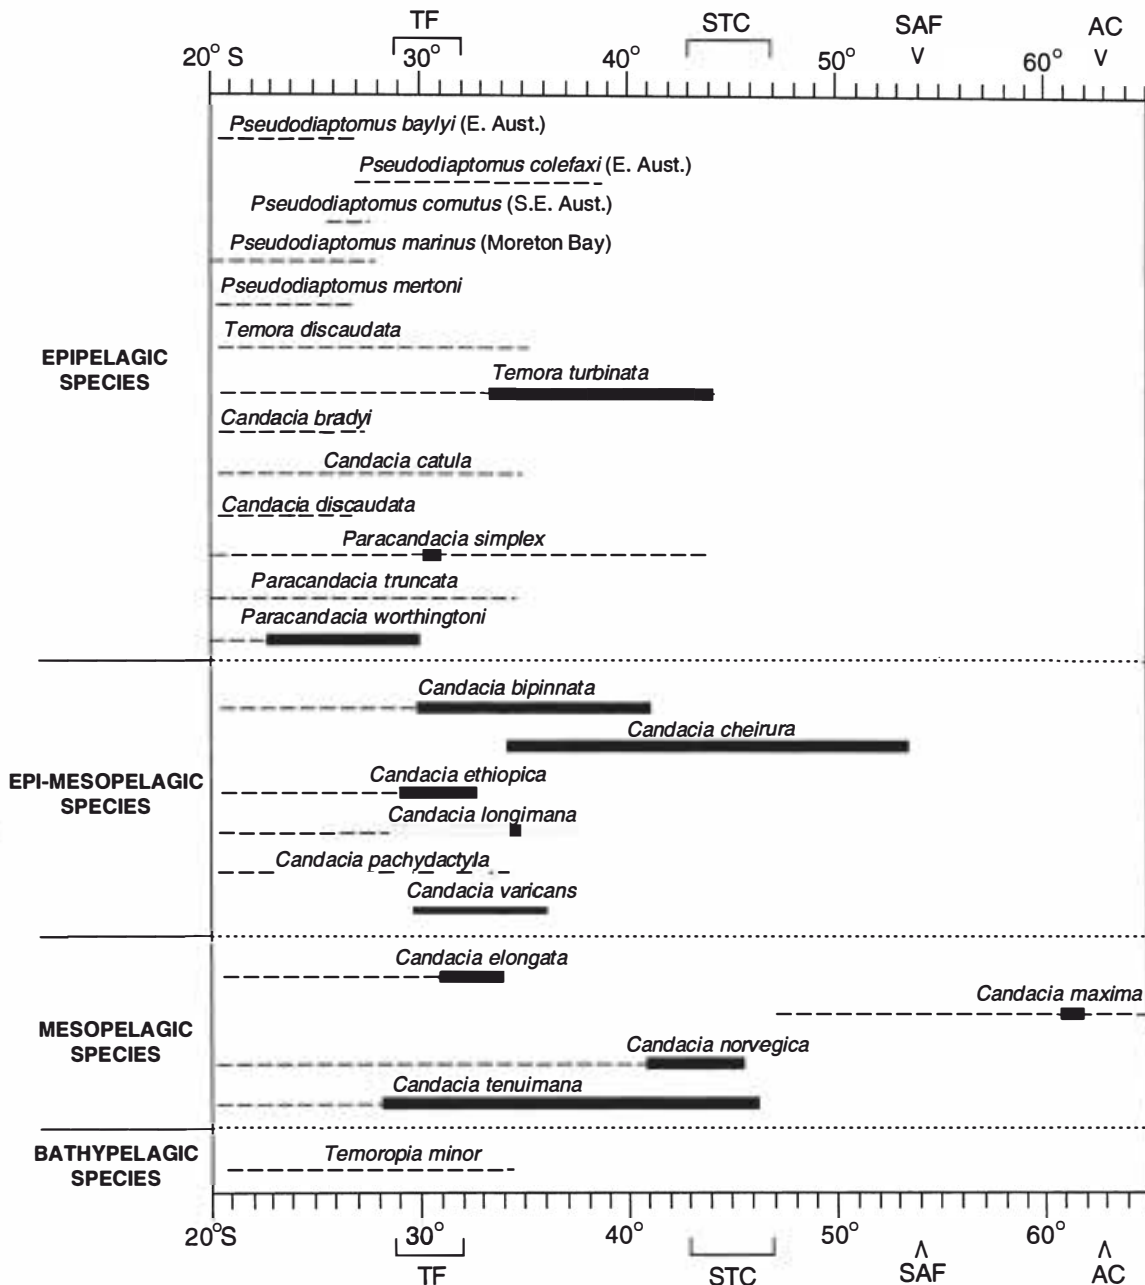 TF STC SAF AC
20° S 30° 40° 50° 60°
Pseudodiaptomus baylyi (E. Aust.)
Pseudodiaptomus colefaxi (E. Aust.)
Pseudodiaptomus comutus (S.E. Aust.)
Pseudodiaptomus marinus (Moreton Bay)
Pseudodiaptomus mertoni
Temora discaudata
EPIPELAGIC
SPECIES
Temora turbinata
Candacia bradyi
Candacia catula
Candacia discaudata
Paracandacia simplex
Paracandacia truncata
Paracandacia worthingtoni
Candacia bipinnata
Candacia cheirura
EPI-MESOPELAGIC
SPECIES
Candacia ethiopica
Candacia longimana
Candacia pachydactyla
Candacia varicans
Candacia elongata
Candacia maxima
MESOPELAGIC
SPECIES
Candacia norvegica
Candacia tenuimana
BATHYPELAGIC
SPECIES
Temoropia minor
20°S 30° 40° 50° 60°
TF STC SAF AC